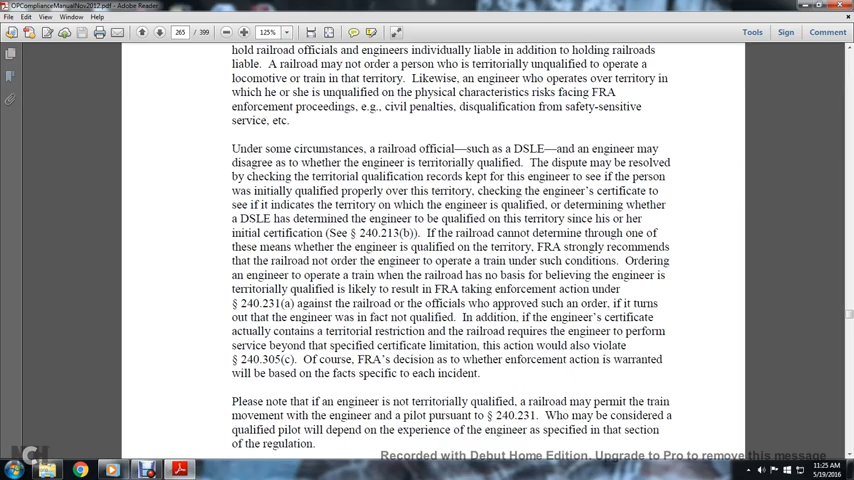 OPComplianceManualNov2012.pdf - Adobe Reader
File Edit View Window Help
265 / 399 125% Tools Sign Comment
hold railroad officials and engineers individually liable in addition to holding railroads
liable. A railroad may not order a person who is territorially unqualified to operate a
locomotive or train in that territory. Likewise, an engineer who operates over territory in
which he or she is unqualified on the physical characteristics risks facing FRA
enforcement proceedings, e.g., civil penalties, disqualification from safety-sensitive
service, etc.
Under some circumstances, a railroad official—such as a DSLE—and an engineer may
disagree as to whether the engineer is territorially qualified. The dispute may be resolved
by checking the territorial qualification records kept for this engineer to see if the person
was initially qualified properly over this territory, checking the engineer's certificate to
see if it indicates the territory on which the engineer is qualified, or determining whether
a DSLE has determined the engineer to be qualified on this territory since his or her
initial certification (See § 240.213(b)). If the railroad cannot determine through one of
these means whether the engineer is qualified on the territory, FRA strongly recommends
that the railroad not order the engineer to operate a train under such conditions. Ordering
an engineer to operate a train when the railroad has no basis for believing the engineer is
territorially qualified is likely to result in FRA taking enforcement action under
§ 240.231(a) against the railroad or the officials who approved such an order, if it turns
out that the engineer was in fact not qualified. In addition, if the engineer's certificate
actually contains a territorial restriction and the railroad requires the engineer to perform
service beyond that specified certificate limitation, this action would also violate
§ 240.305(c). Of course, FRA's decision as to whether enforcement action is warranted
will be based on the facts specific to each incident.
Please note that if an engineer is not territorially qualified, a railroad may permit the train
movement with the engineer and a pilot pursuant to § 240.231. Who may be considered a
qualified pilot will depend on the experience of the engineer as specified in that section
of the regulation.
Recorded with Debut Home Edition. Upgrade to Pro to remove this message
11:25 AM
5/19/2016